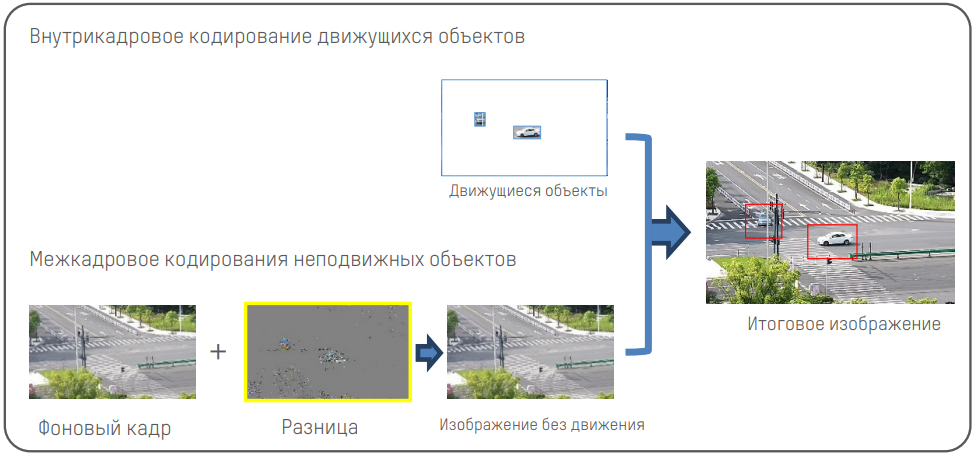 Внутрикадровое кодирование движущихся объектов
Движущиеся объекты
Межкадровое кодирования неподвижных объектов
+
Итоговое изображение
Фоновый кадр
Разница
Изображение без движения